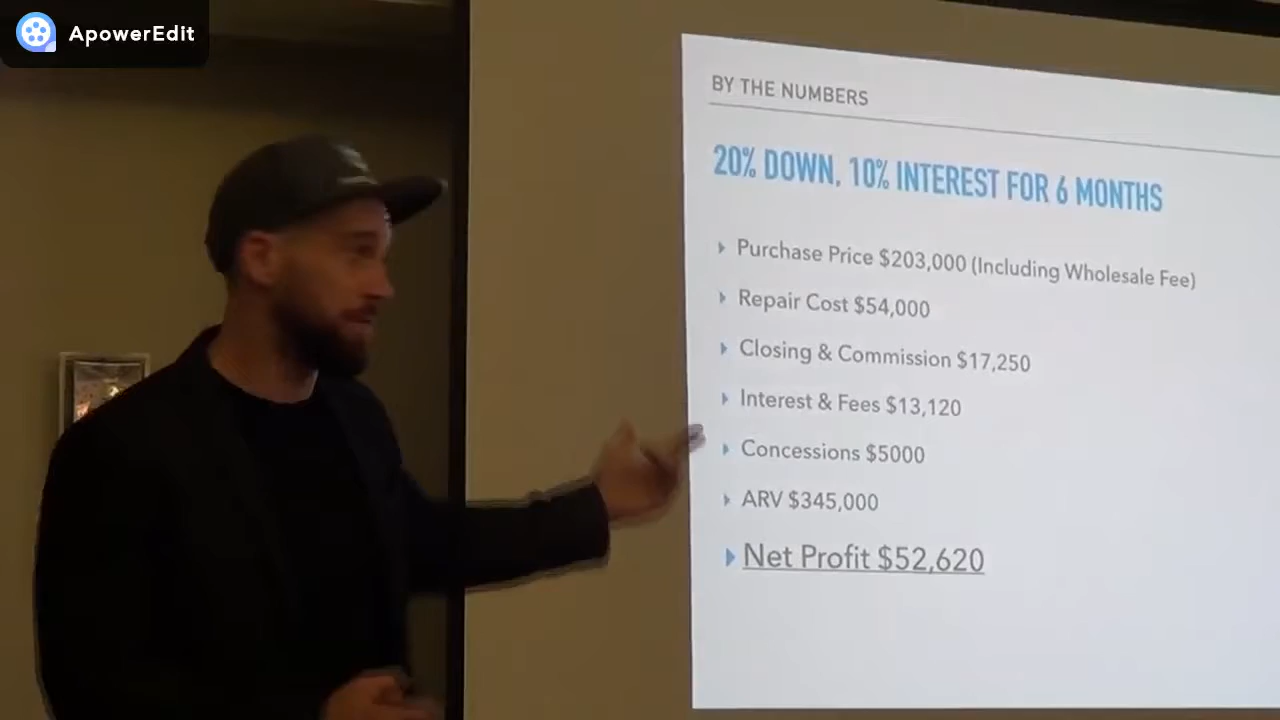 ApowerEdit
BY THE NUMBERS
20% DOWN, 10% INTEREST FOR 6 MONTHS
Purchase Price $203,000 (Including Wholesale Fee)
Repair Cost $54,000
Closing & Commission $17,250
Interest & Fees $13,120
Concessions $5000
ARV $345,000
Net Profit $52,620